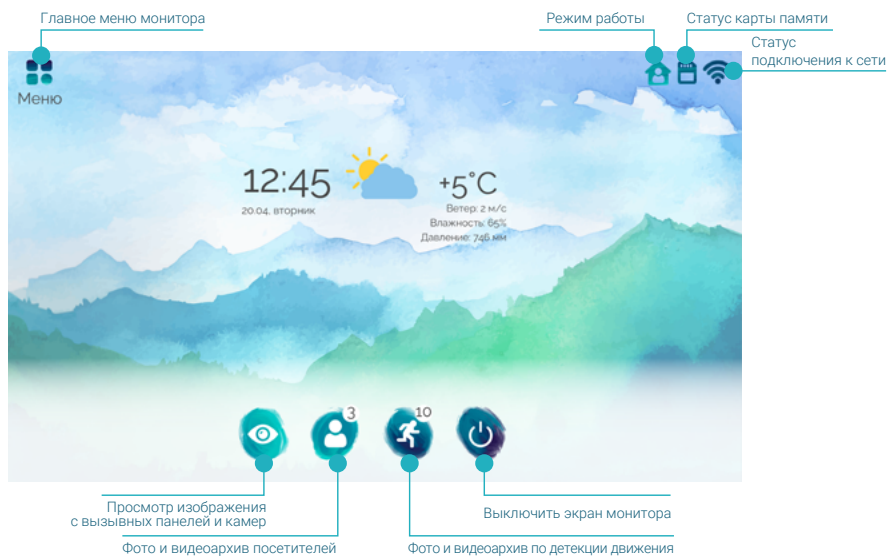 Главное меню монитора
Режим работы
Статус карты памяти
Статус
подключения к сети
Меню
12:45
+5°C
20.04, вторник
Ветер: 2 м/с
Влажность: 65%
Давление: 746 мм
3
10
Просмотр изображения
с вызывных панелей и камер
Выключить экран монитора
Фото и видеоархив посетителей
Фото и видеоархив по детекции движения